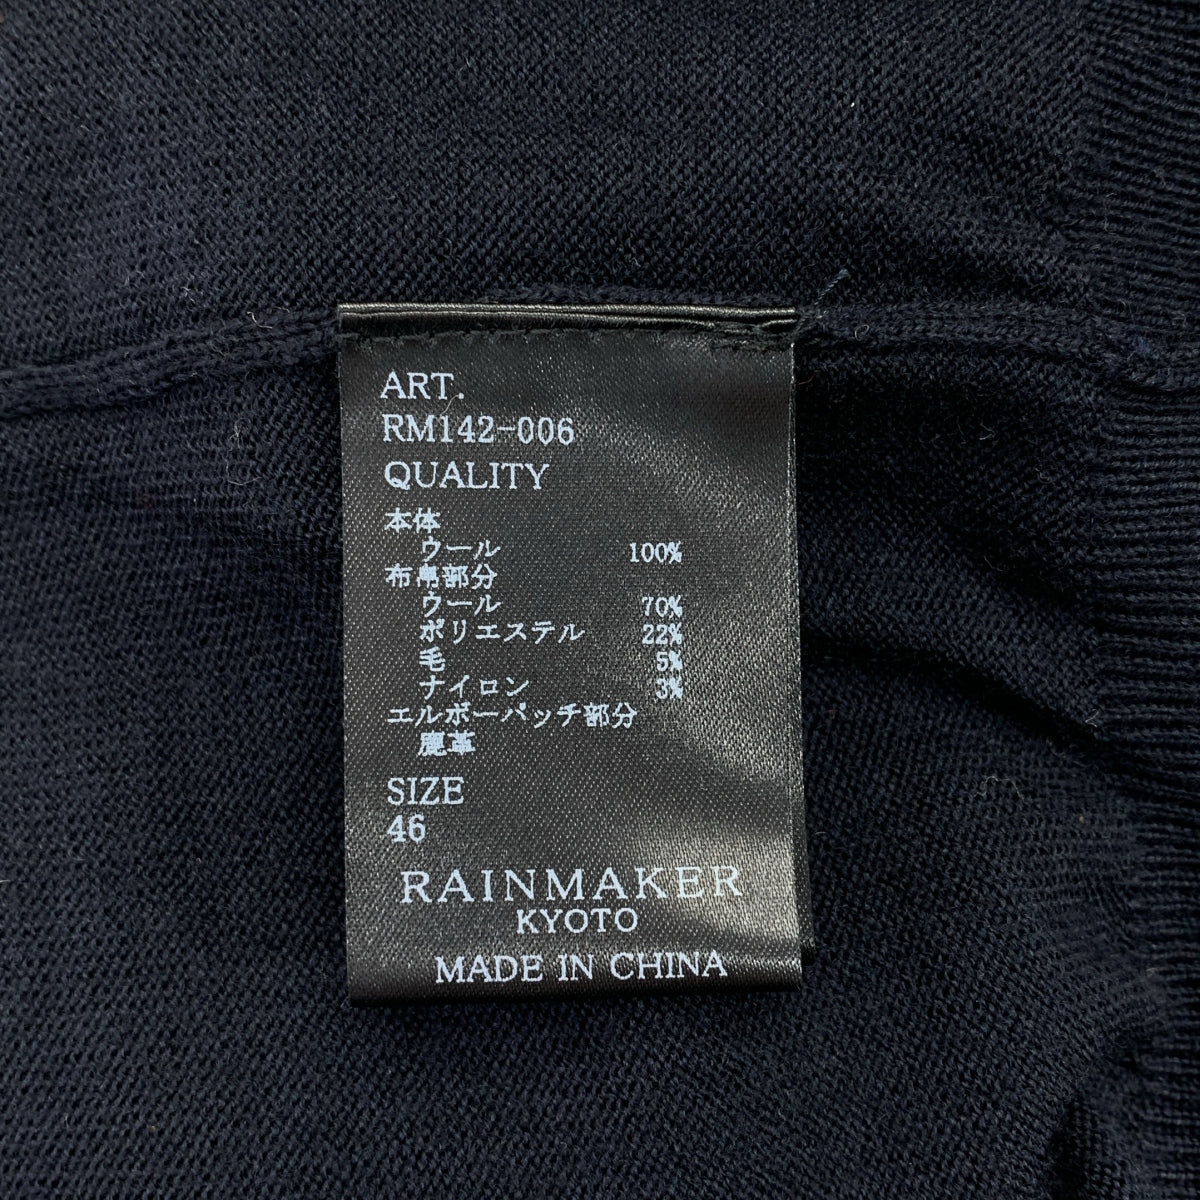 ART.
RM142-006
QUALITY
本体
ウール 100%
布帛部分
ウール 70%
ポリエステル 22%
毛 5%
ナイロン 3%
エルボーパッチ部分
鹿革
SIZE
46
RAINMAKER
KYOTO
MADE IN CHINA